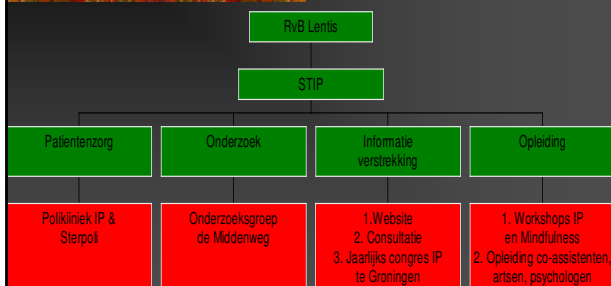 RvB Lentis
STIP
Patientenzorg
Onderzoek
Informatie
verstrekking
Opleiding
Polikliniek IP &
Sterpoli
Onderzoeksgroep
de Middenweg
1.Website
2. Consultatie
3. Jaarlijks congres IP
te Groningen
1. Workshops IP
en Mindfulness
2. Opleiding co-assistenten,
artsen, psychologen